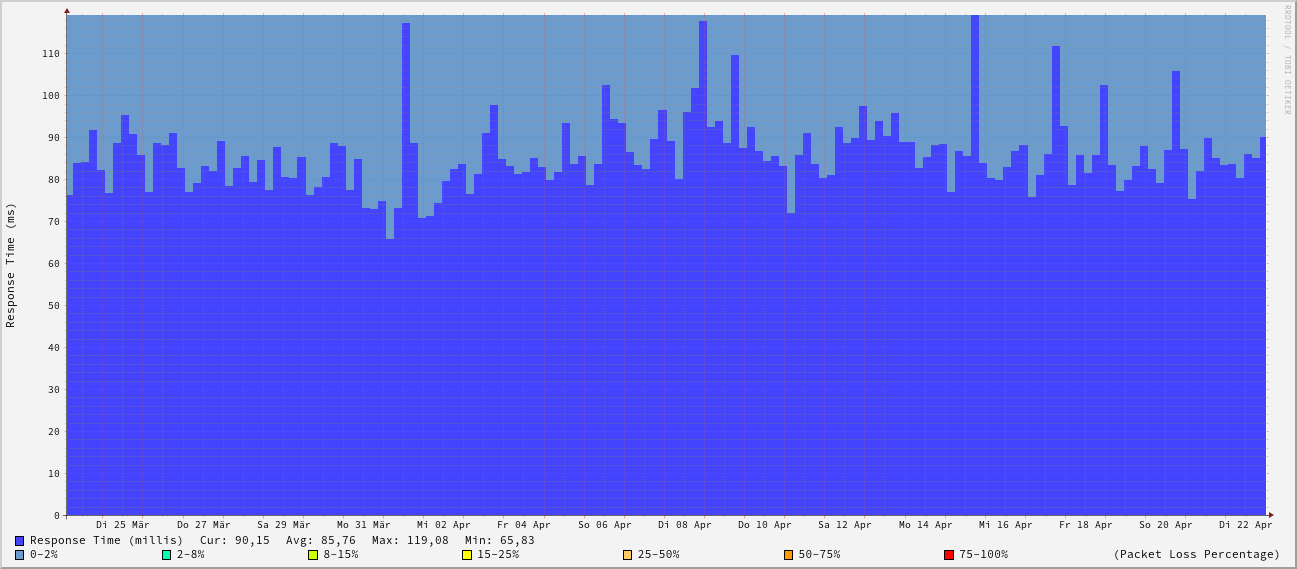 RRDTOOL / TOBI OETIKER
Response Time (ms)
110
100
90
80
70
60
50
40
30
20
10
0
Di 25 Mär Do 27 Mär Sa 29 Mär Mo 31 Mär Mi 02 Apr Fr 04 Apr So 06 Apr Di 08 Apr Do 10 Apr Sa 12 Apr Mo 14 Apr Mi 16 Apr Fr 18 Apr So 20 Apr Di 22 Apr
Response Time (millis) Cur: 90,15 Avg: 85,76 Max: 119,08 Min: 65,83
0-2% 2-8% 8-15% 15-25% 25-50% 50-75% 75-100% (Packet Loss Percentage)